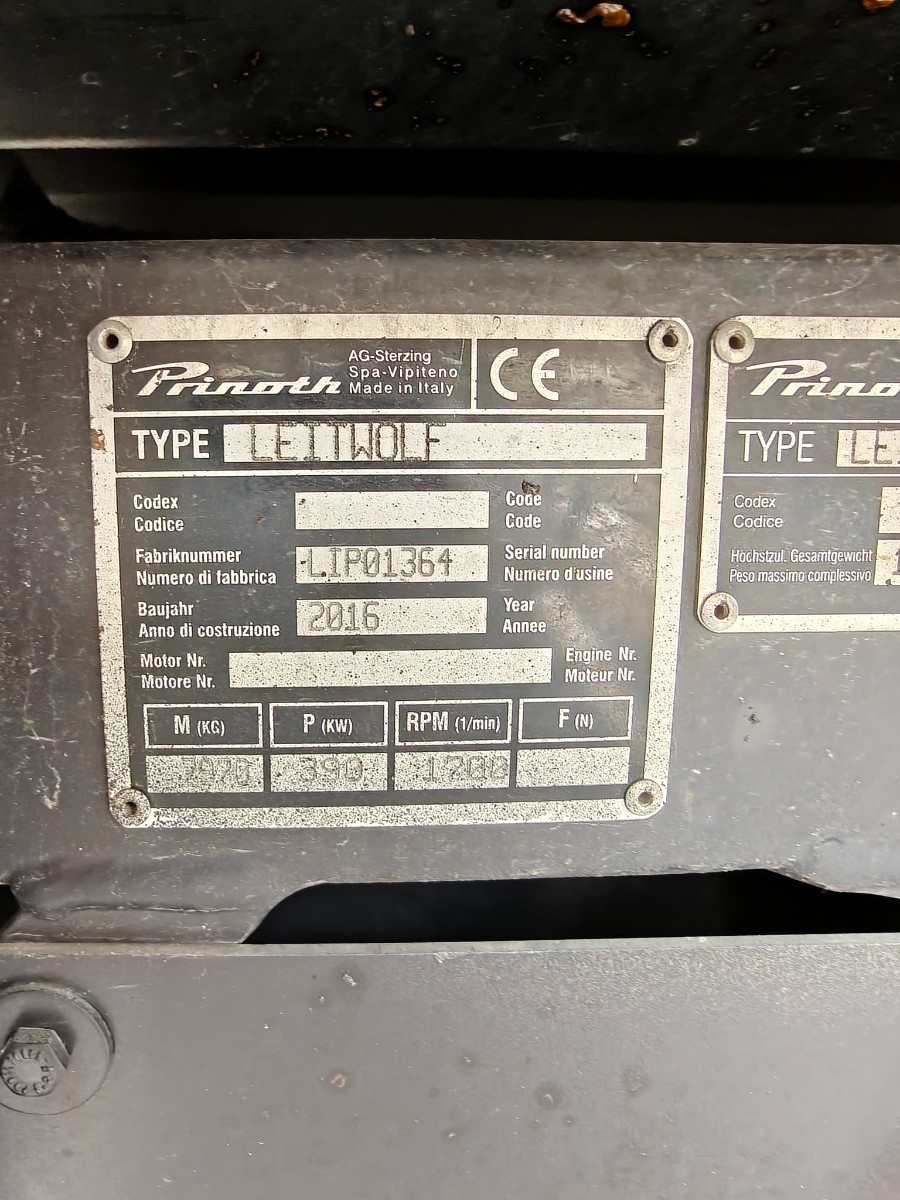 Prinoth
AG-Sterzing
Spa-Vipiteno
Made in Italy
CE
TYPE LEITWOLF
Codex
Codice
Code
Code
Fabriknummer
Numero di fabbrica
LIP01364
Serial number
Numero d'usine
Baujahr
Anno di costruzione
2016
Year
Annee
Motor Nr.
Motore Nr.
Engine Nr.
Moteur Nr.
M (KG) P (KW) RPM (1/min) F (N)
390 1700
TYPE
Codex
Codice
Höchstzul. Gesamtgewicht
Peso massimo complessivo